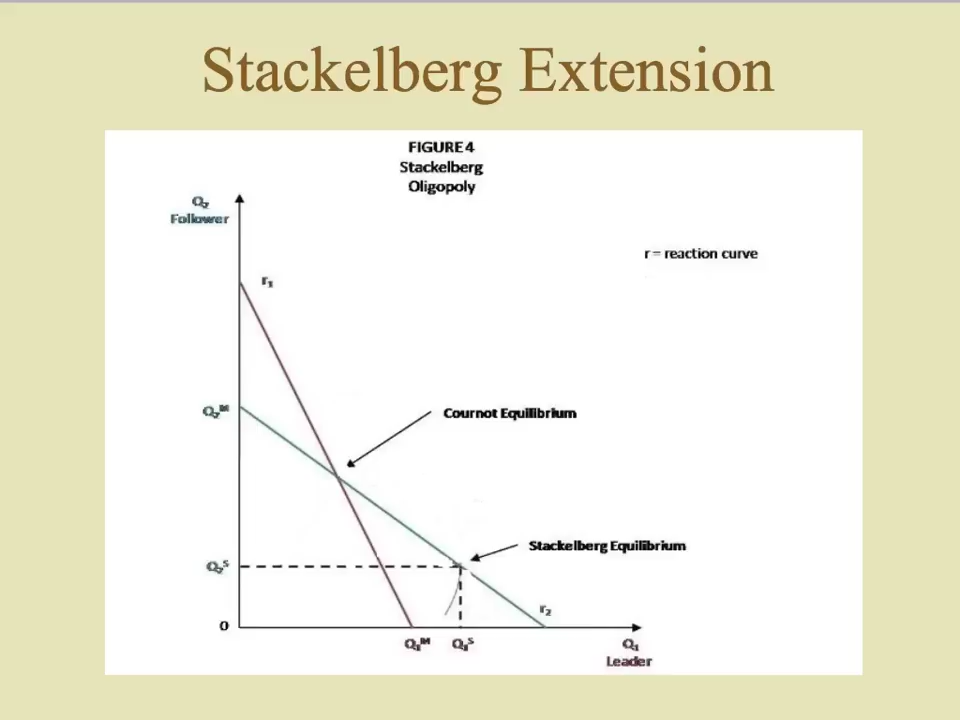 Stackelberg Extension
FIGURE 4
Stackelberg
Oligopoly
Q₂
Follower
r = reaction curve
r₁
Q₂ᴹ
Cournot Equilibrium
Stackelberg Equilibrium
Q₂ˢ
r₂
0
Q₁ᴹ
Q₁ˢ
Q₁
Leader